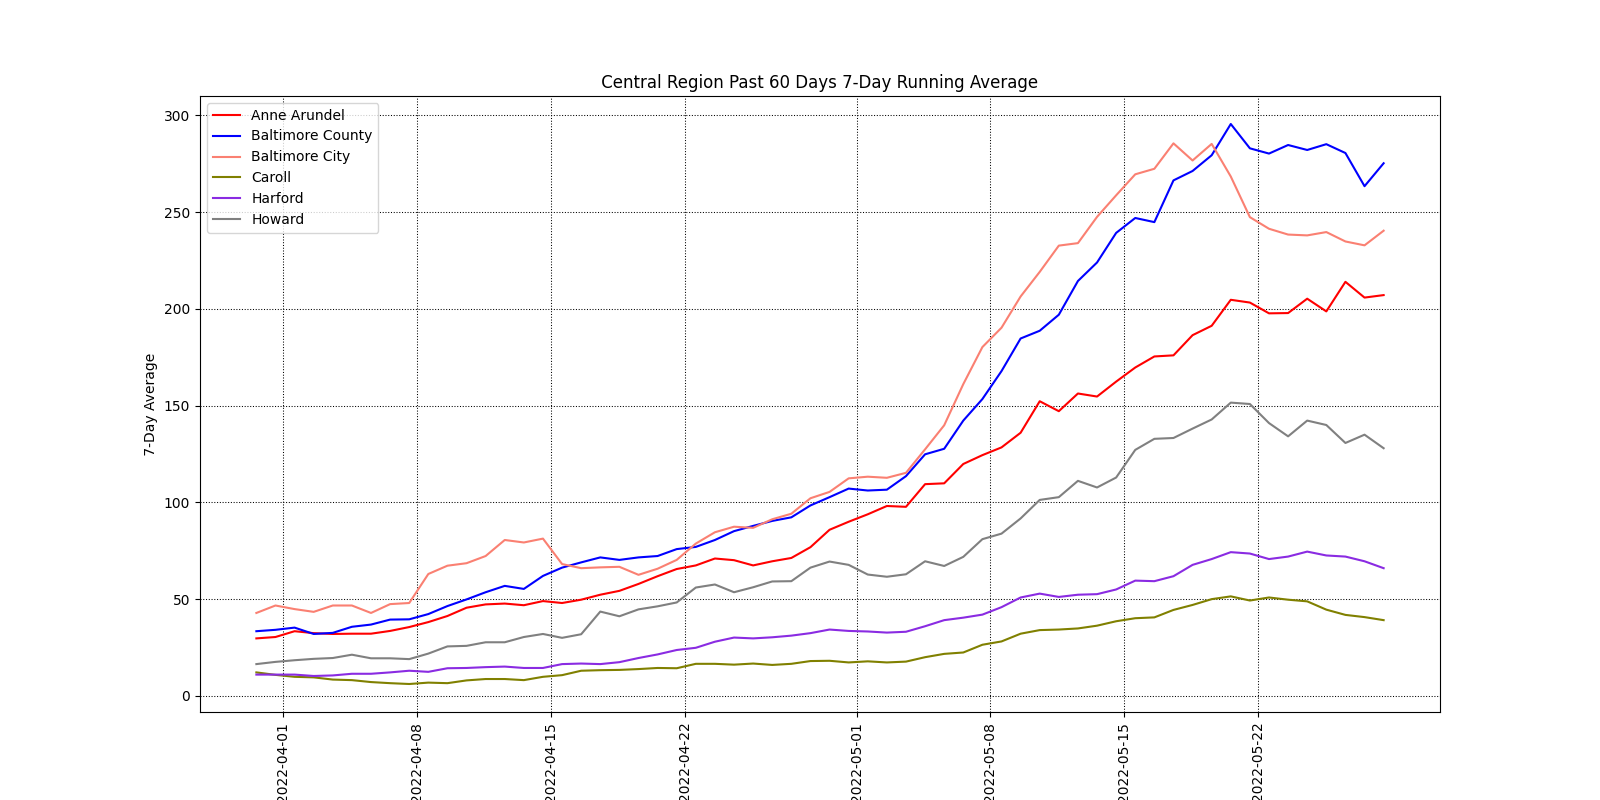 Central Region Past 60 Days 7-Day Running Average
Anne Arundel
Baltimore County
Baltimore City
Caroll
Harford
Howard
7-Day Average
300
250
200
150
100
50
0
2022-04-01
2022-04-08
2022-04-15
2022-04-22
2022-05-01
2022-05-08
2022-05-15
2022-05-22